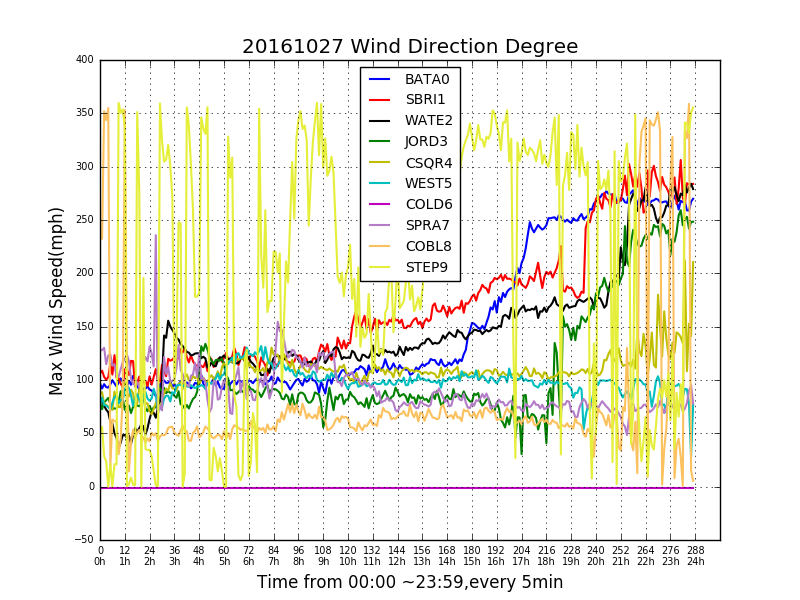 20161027 Wind Direction Degree
400
350
300
250
200
150
100
50
0
−50
Max Wind Speed(mph)
BATA0
SBRI1
WATE2
JORD3
CSQR4
WEST5
COLD6
SPRA7
COBL8
STEP9
0 12 24 36 48 60 72 84 96 108 120 132 144 156 168 180 192 204 216 228 240 252 264 276 288
0h 1h 2h 3h 4h 5h 6h 7h 8h 9h 10h 11h 12h 13h 14h 15h 16h 17h 18h 19h 20h 21h 22h 23h 24h
Time from 00:00 ~23:59,every 5min